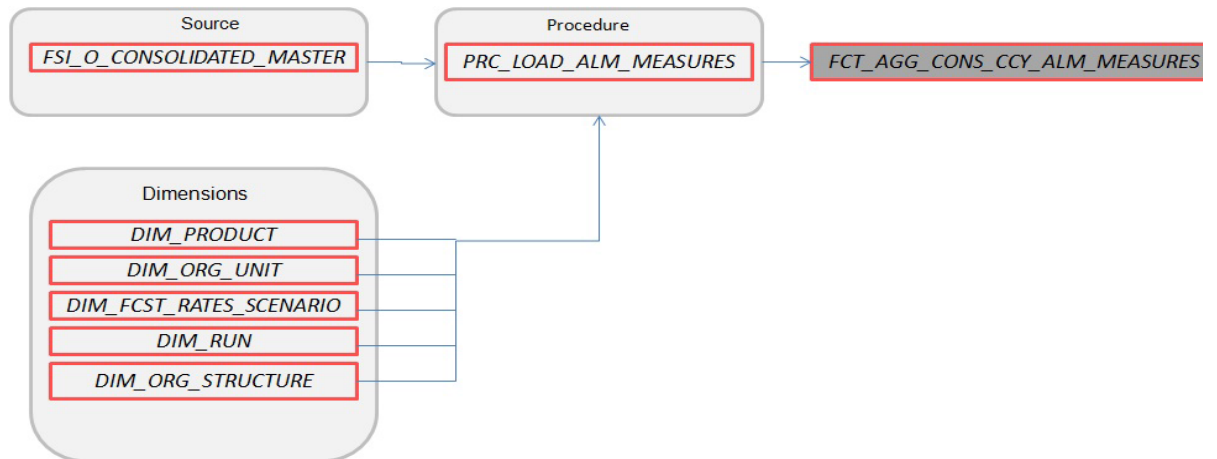 Source
FSI_O_CONSOLIDATED_MASTER
Procedure
PRC_LOAD_ALM_MEASURES
FCT_AGG_CONS_CCY_ALM_MEASURES
Dimensions
DIM_PRODUCT
DIM_ORG_UNIT
DIM_FCST_RATES_SCENARIO
DIM_RUN
DIM_ORG_STRUCTURE